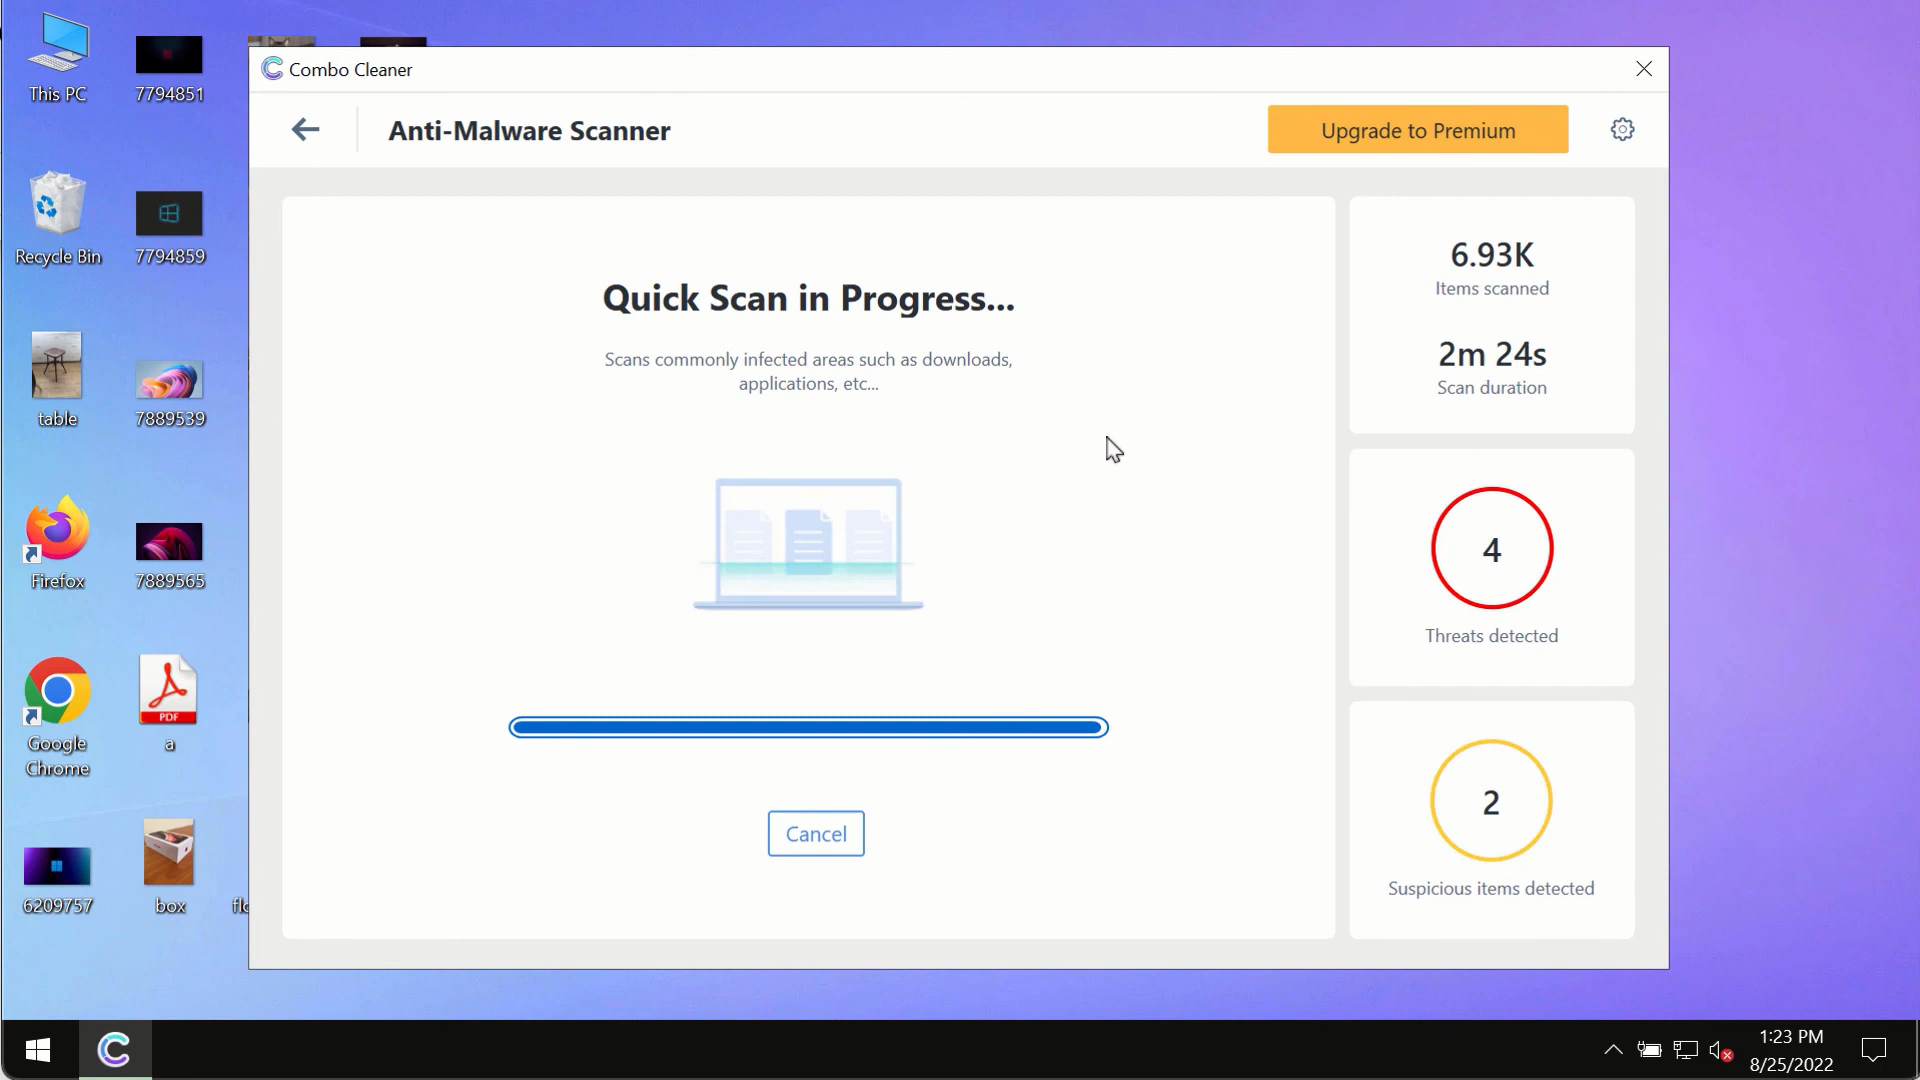 This PC
7794851
Recycle Bin
7794859
table
7889539
Firefox
7889565
Google
Chrome
PDF
a
6209757
box
Combo Cleaner
Anti-Malware Scanner
Upgrade to Premium
Quick Scan in Progress...
Scans commonly infected areas such as downloads,
applications, etc...
Cancel
6.93K
Items scanned
2m 24s
Scan duration
4
Threats detected
2
Suspicious items detected
1:23 PM
8/25/2022